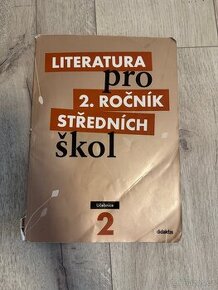 LITERATURA
pro
2. ROČNÍK
STŘEDNÍCH
škol
Učebnice
2
didaktis